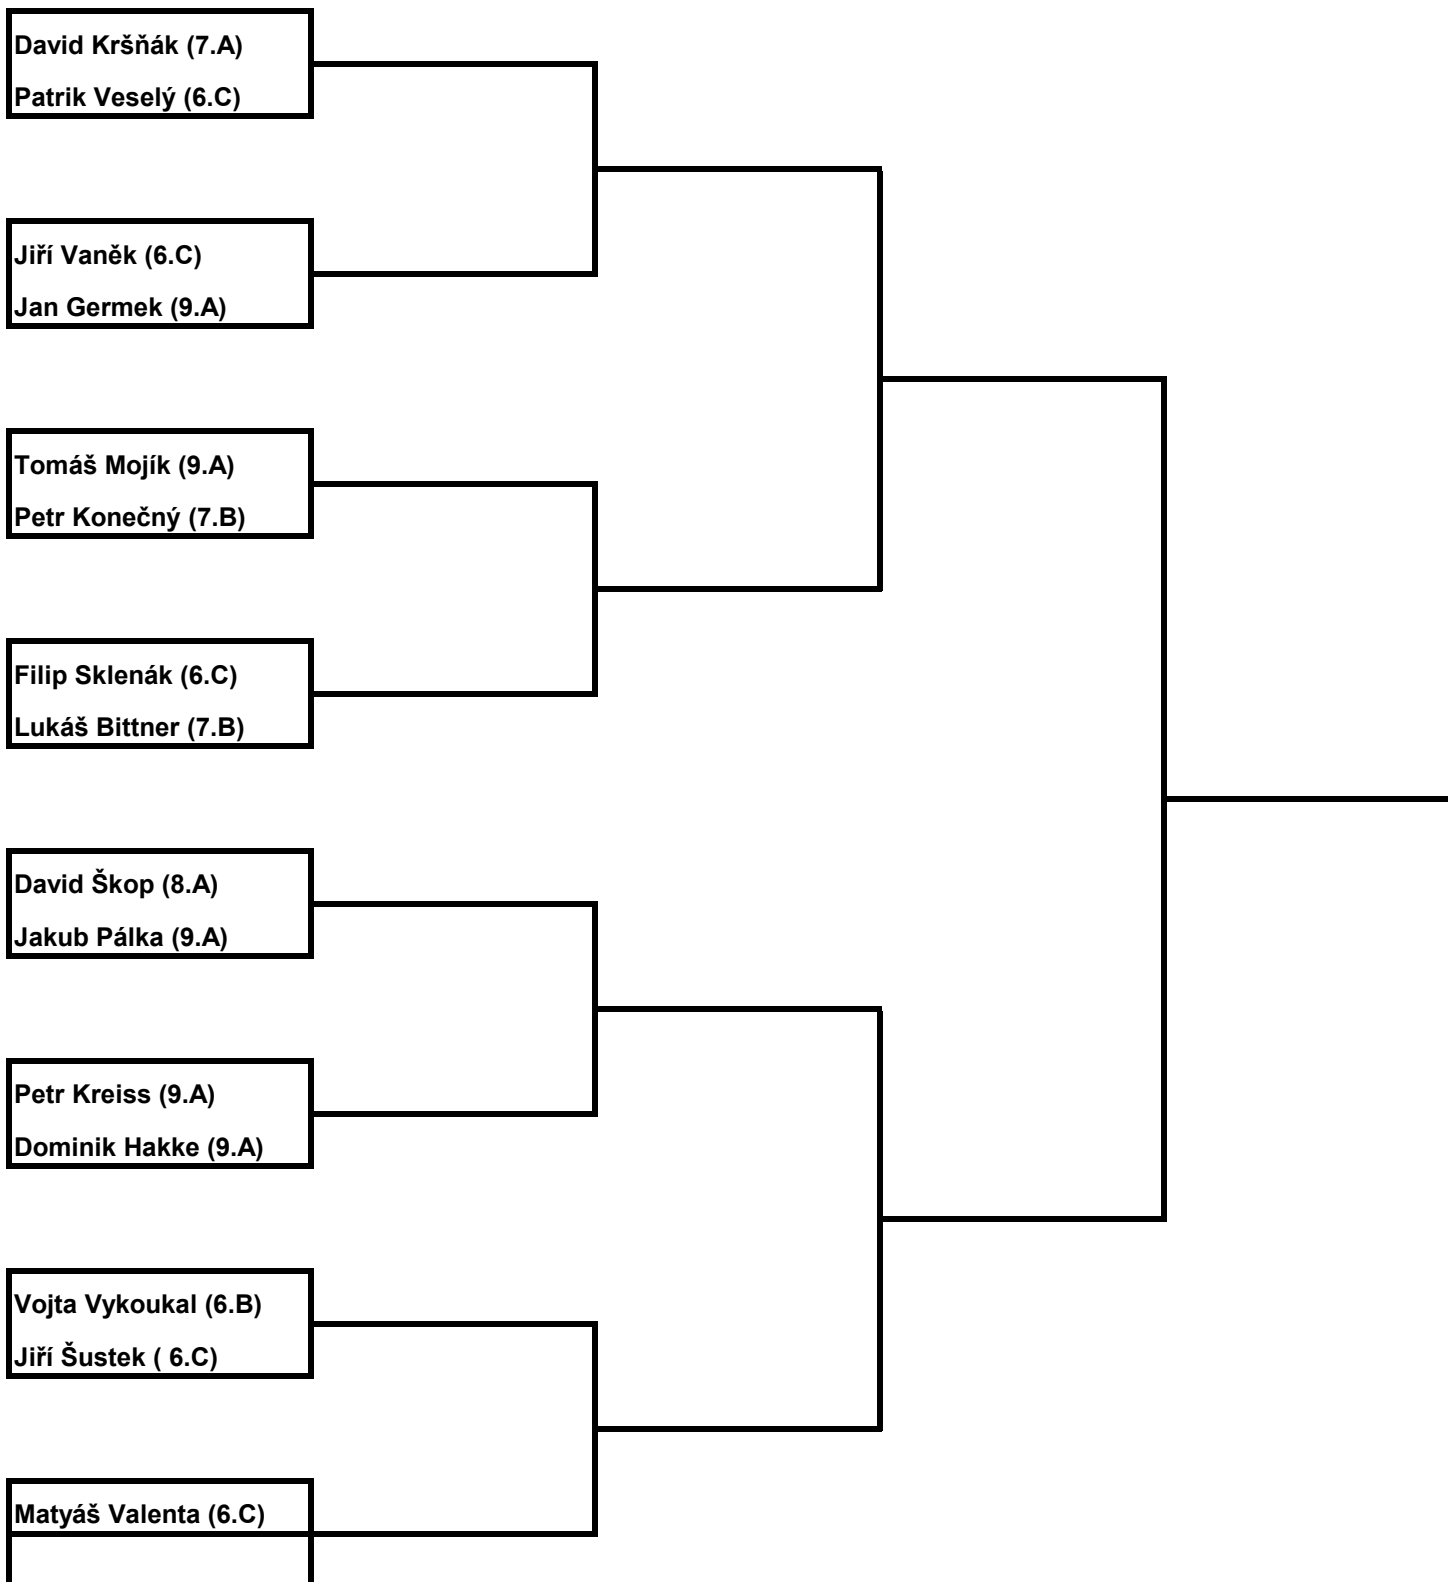 David Kršňák (7.A)
Patrik Veselý (6.C)
Jiří Vaněk (6.C)
Jan Germek (9.A)
Tomáš Mojík (9.A)
Petr Konečný (7.B)
Filip Sklenák (6.C)
Lukáš Bittner (7.B)
David Škop (8.A)
Jakub Pálka (9.A)
Petr Kreiss (9.A)
Dominik Hakke (9.A)
Vojta Vykoukal (6.B)
Jiří Šustek ( 6.C)
Matyáš Valenta (6.C)